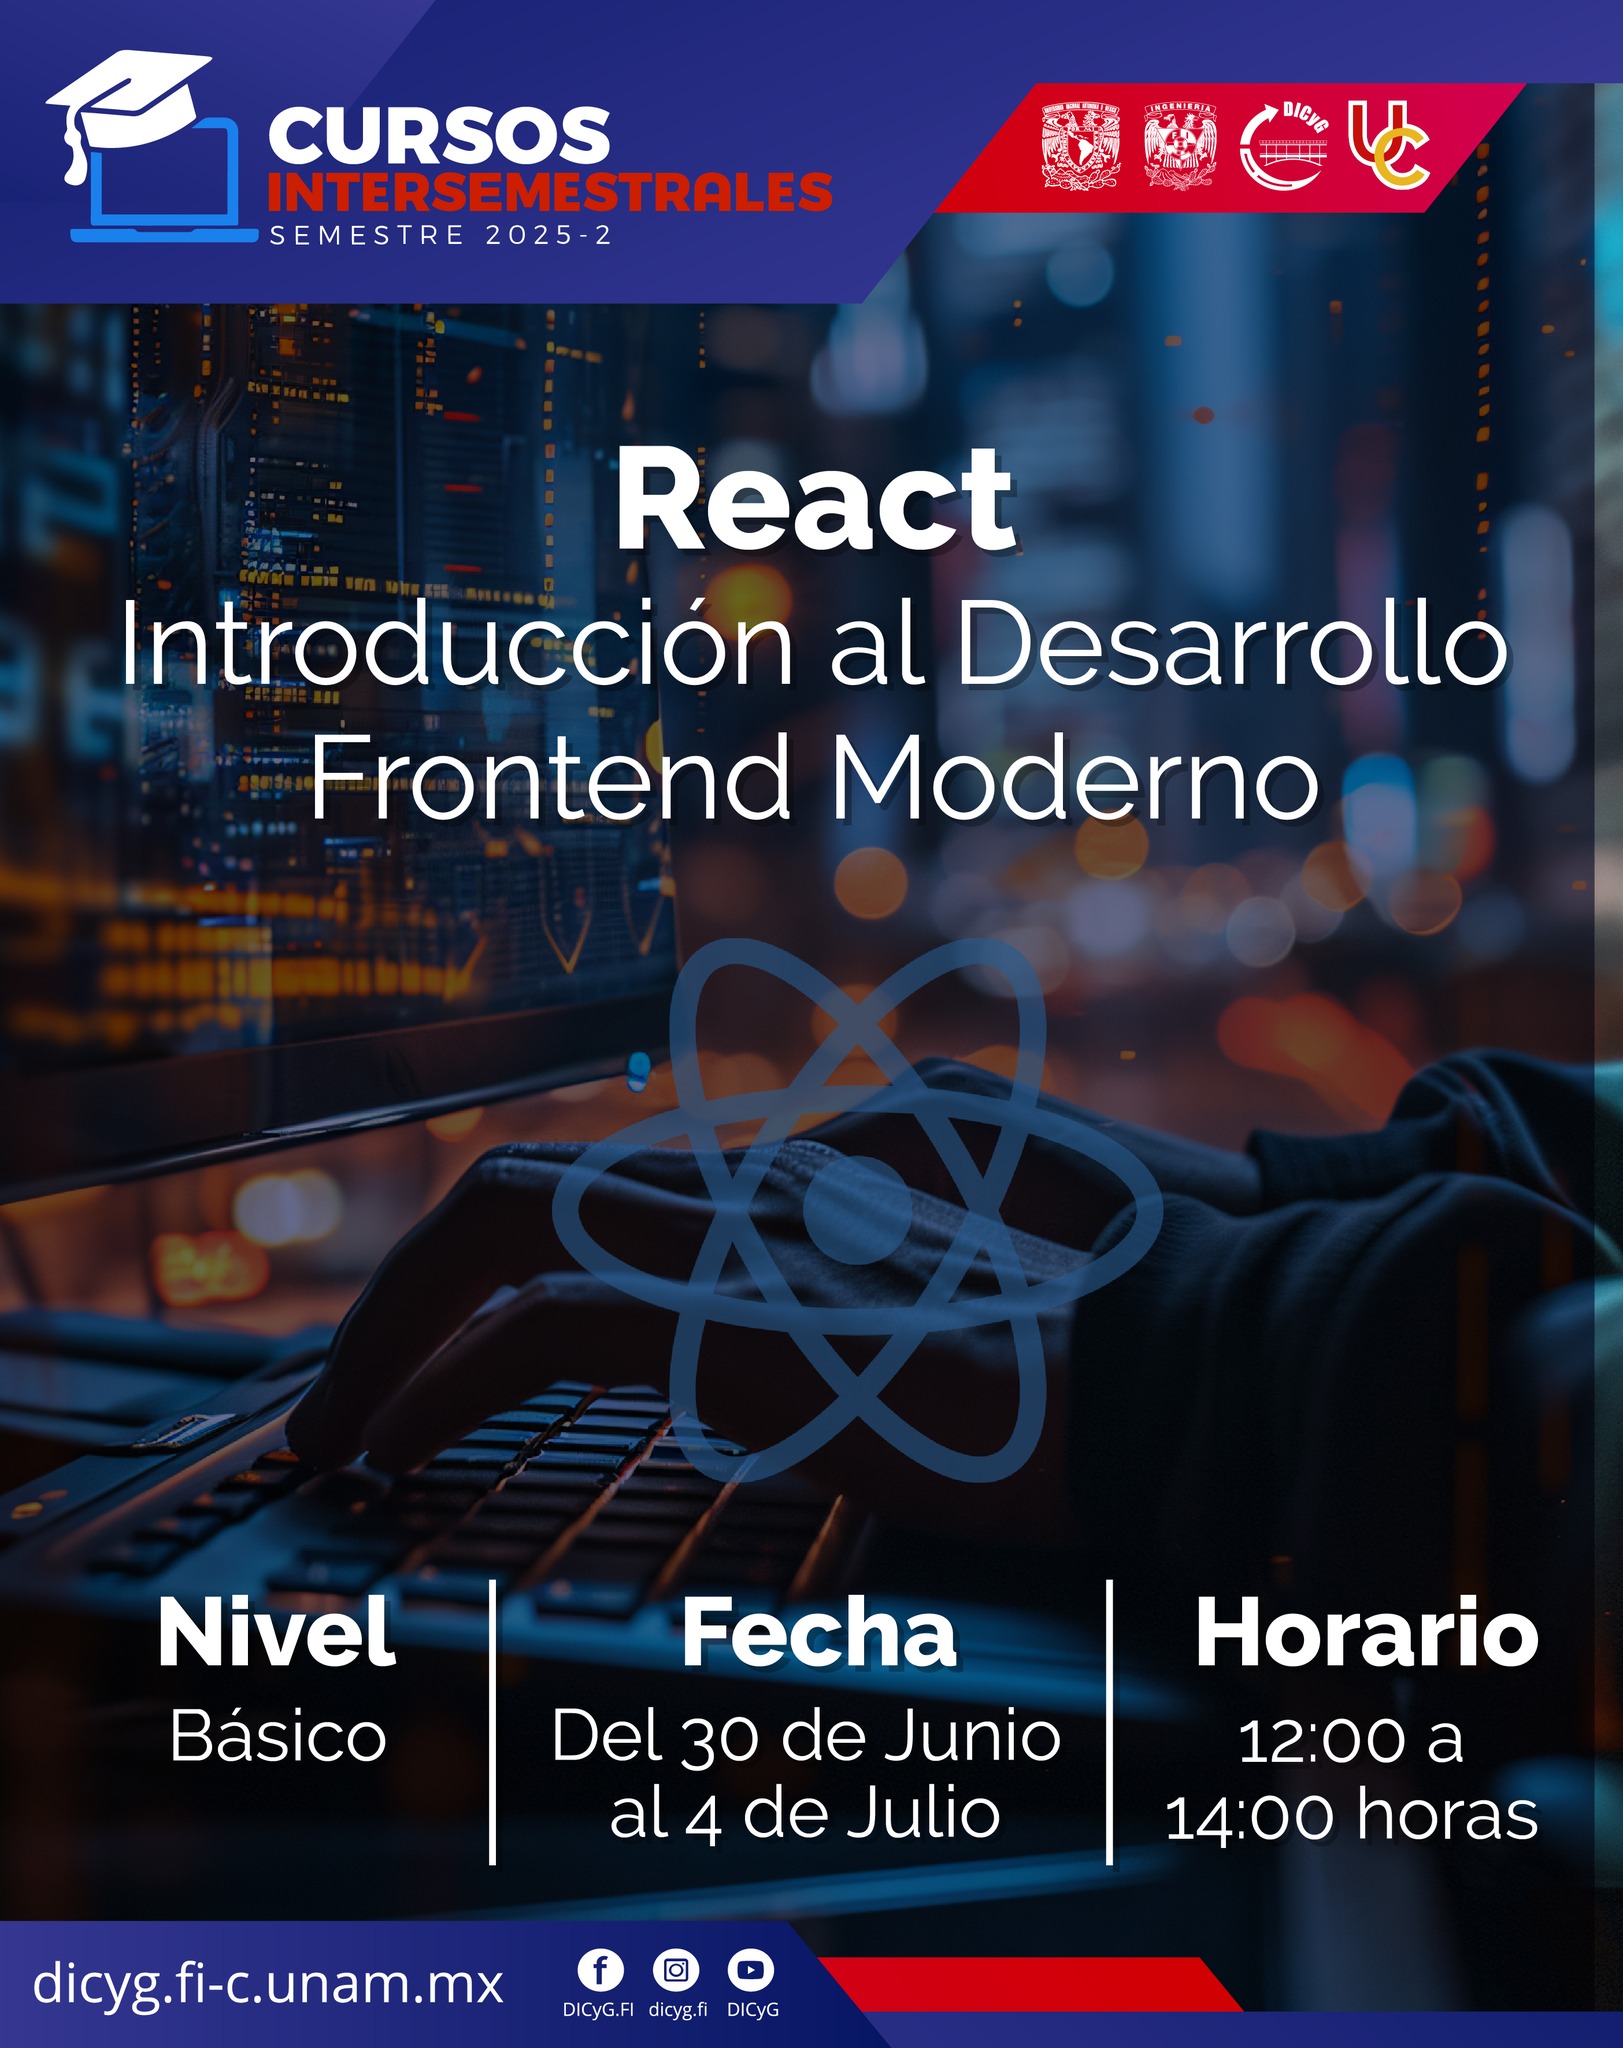 CURSOS
INTERSEMESTRALES
SEMESTRE 2025-2
INGENIERIA
DICyG
UC
React
Introducción al Desarrollo
Frontend Moderno
Nivel
Básico
Fecha
Del 30 de Junio
al 4 de Julio
Horario
12:00 a
14:00 horas
dicyg.fi-c.unam.mx
DICyG.FI
dicyg.fi
DICyG